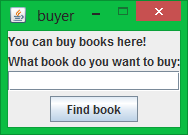 buyer
You can buy books here!
What book do you want to buy:
Find book